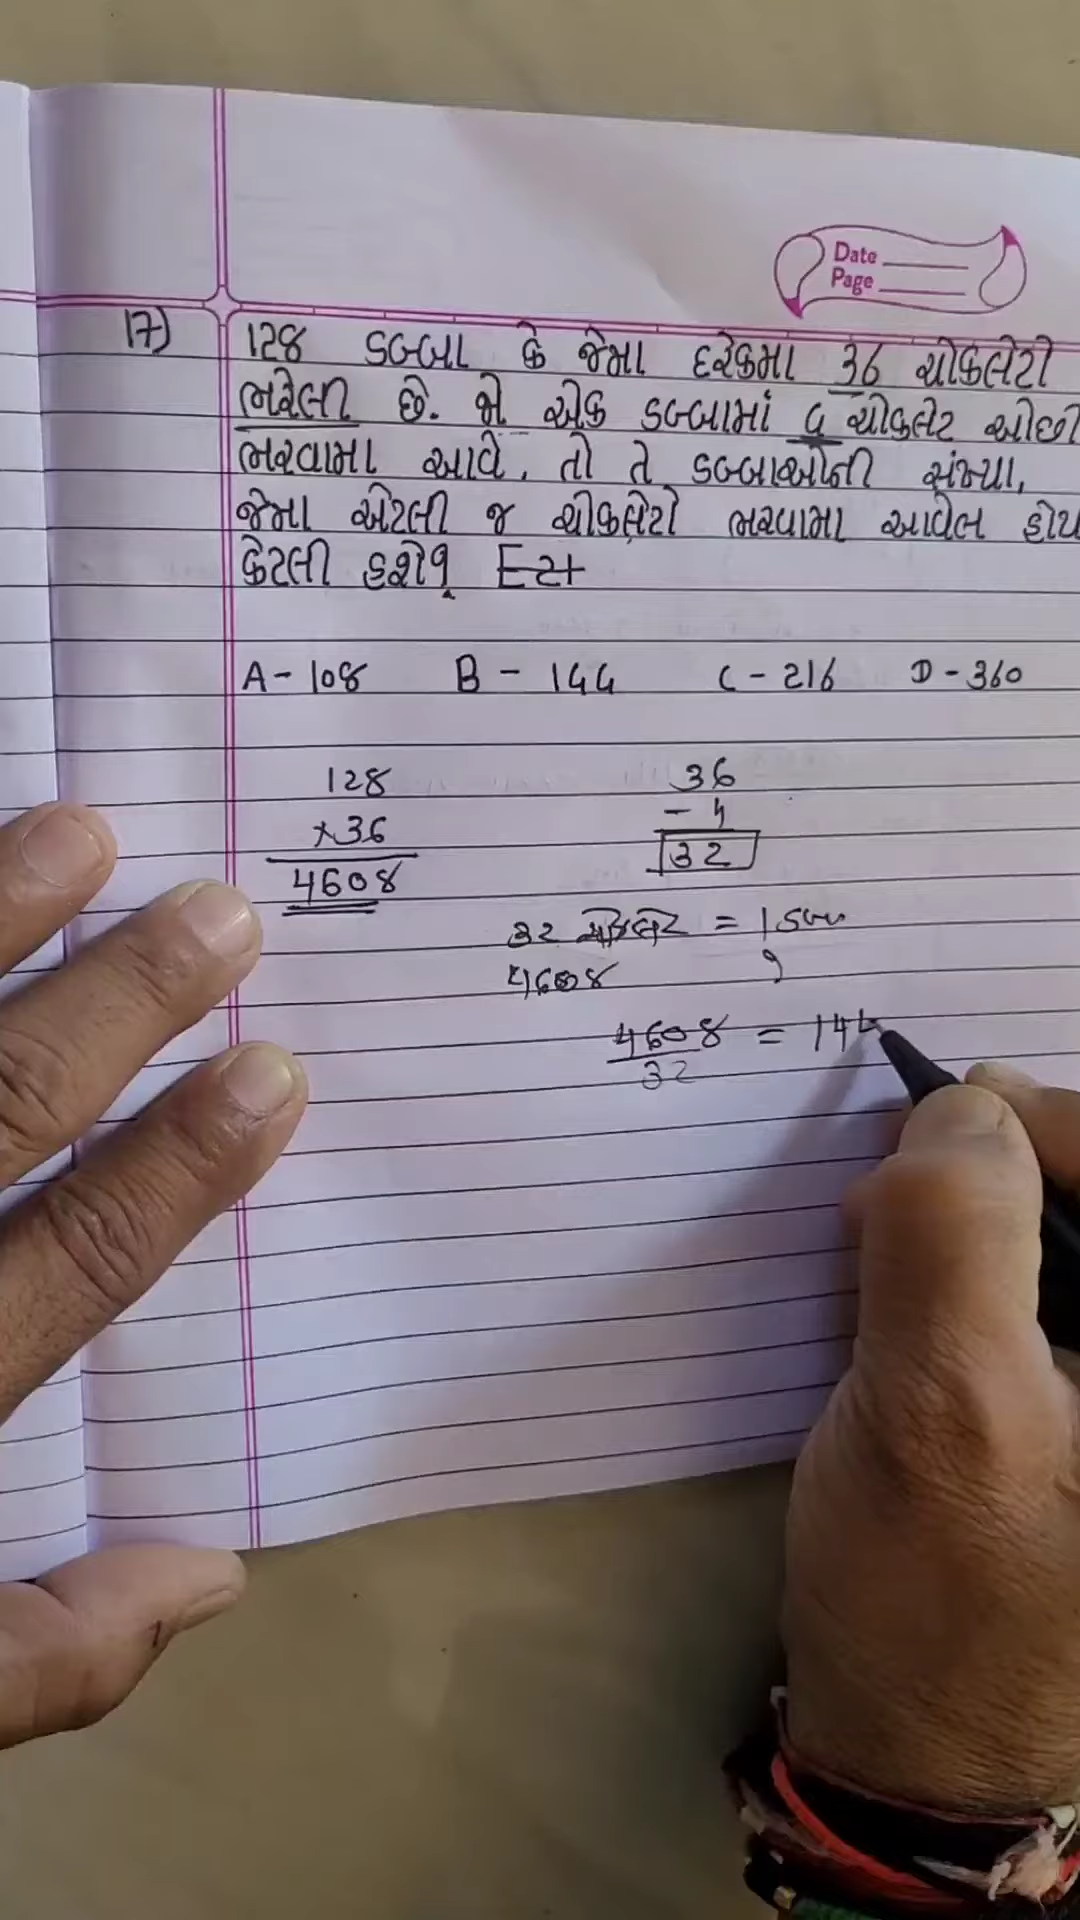 Date
Page
17) 128 ડબ્બા કે જેમા દરેકમા 36 ચોકલેટો
ભરેલી છે. જો એક ડબ્બામાં 4 ચોકલેટ ઓછી
ભરવામા આવે, તો તે ડબ્બાઓની સંખ્યા,
જેમા એટલી જ ચોકલેટો ભરવામા આવેલ હોય
કેટલી હશે?
A - 108 B - 144 C - 216 D - 360
128
×36
4608
36
- 4
32
32 ચોકલેટ = 1 ડબ્બો
4608 ?
4608 = 144
32